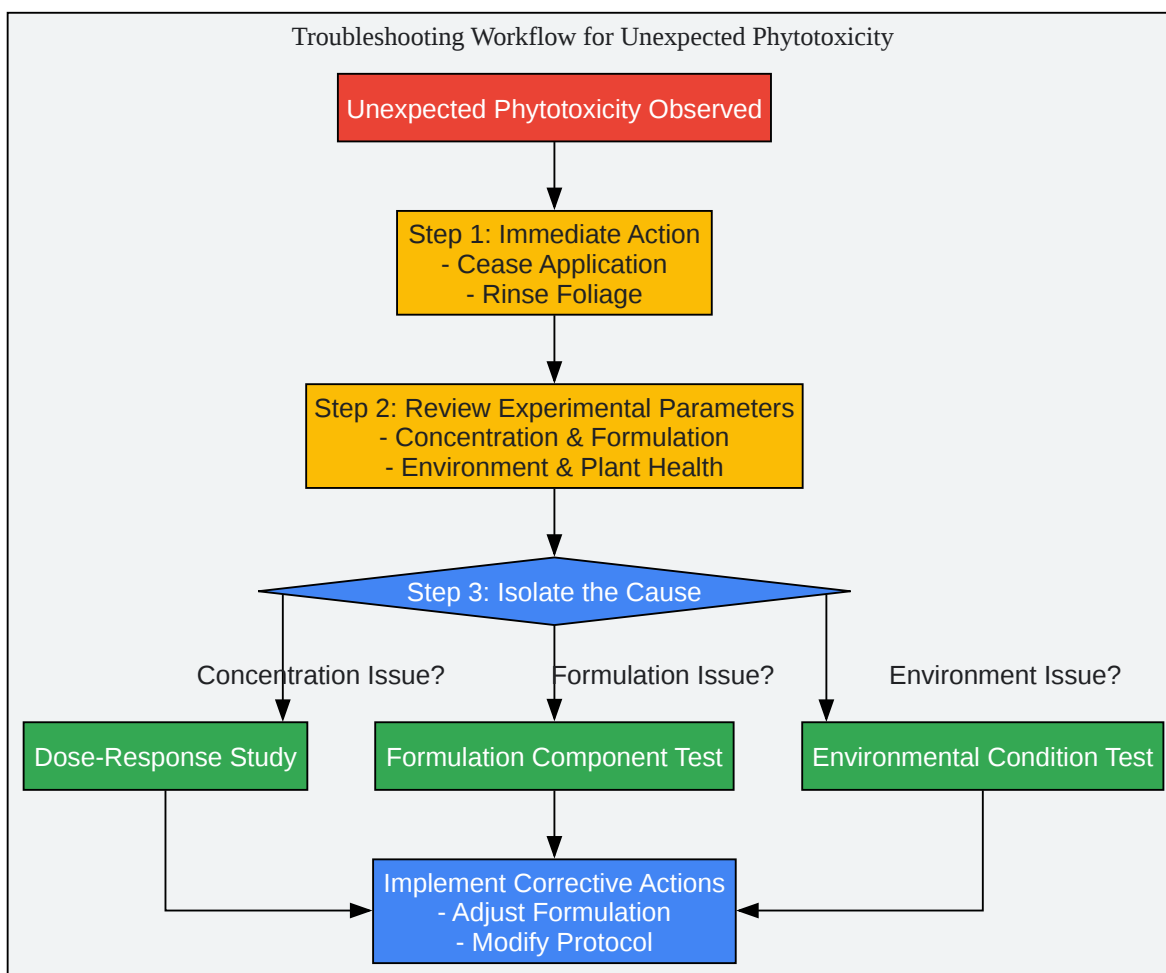 Troubleshooting Workflow for Unexpected Phytotoxicity
Unexpected Phytotoxicity Observed
Step 1: Immediate Action
- Cease Application
- Rinse Foliage
Step 2: Review Experimental Parameters
- Concentration & Formulation
- Environment & Plant Health
Step 3: Isolate the Cause
Concentration Issue?
Formulation Issue?
Environment Issue?
Dose-Response Study
Formulation Component Test
Environmental Condition Test
Implement Corrective Actions
- Adjust Formulation
- Modify Protocol